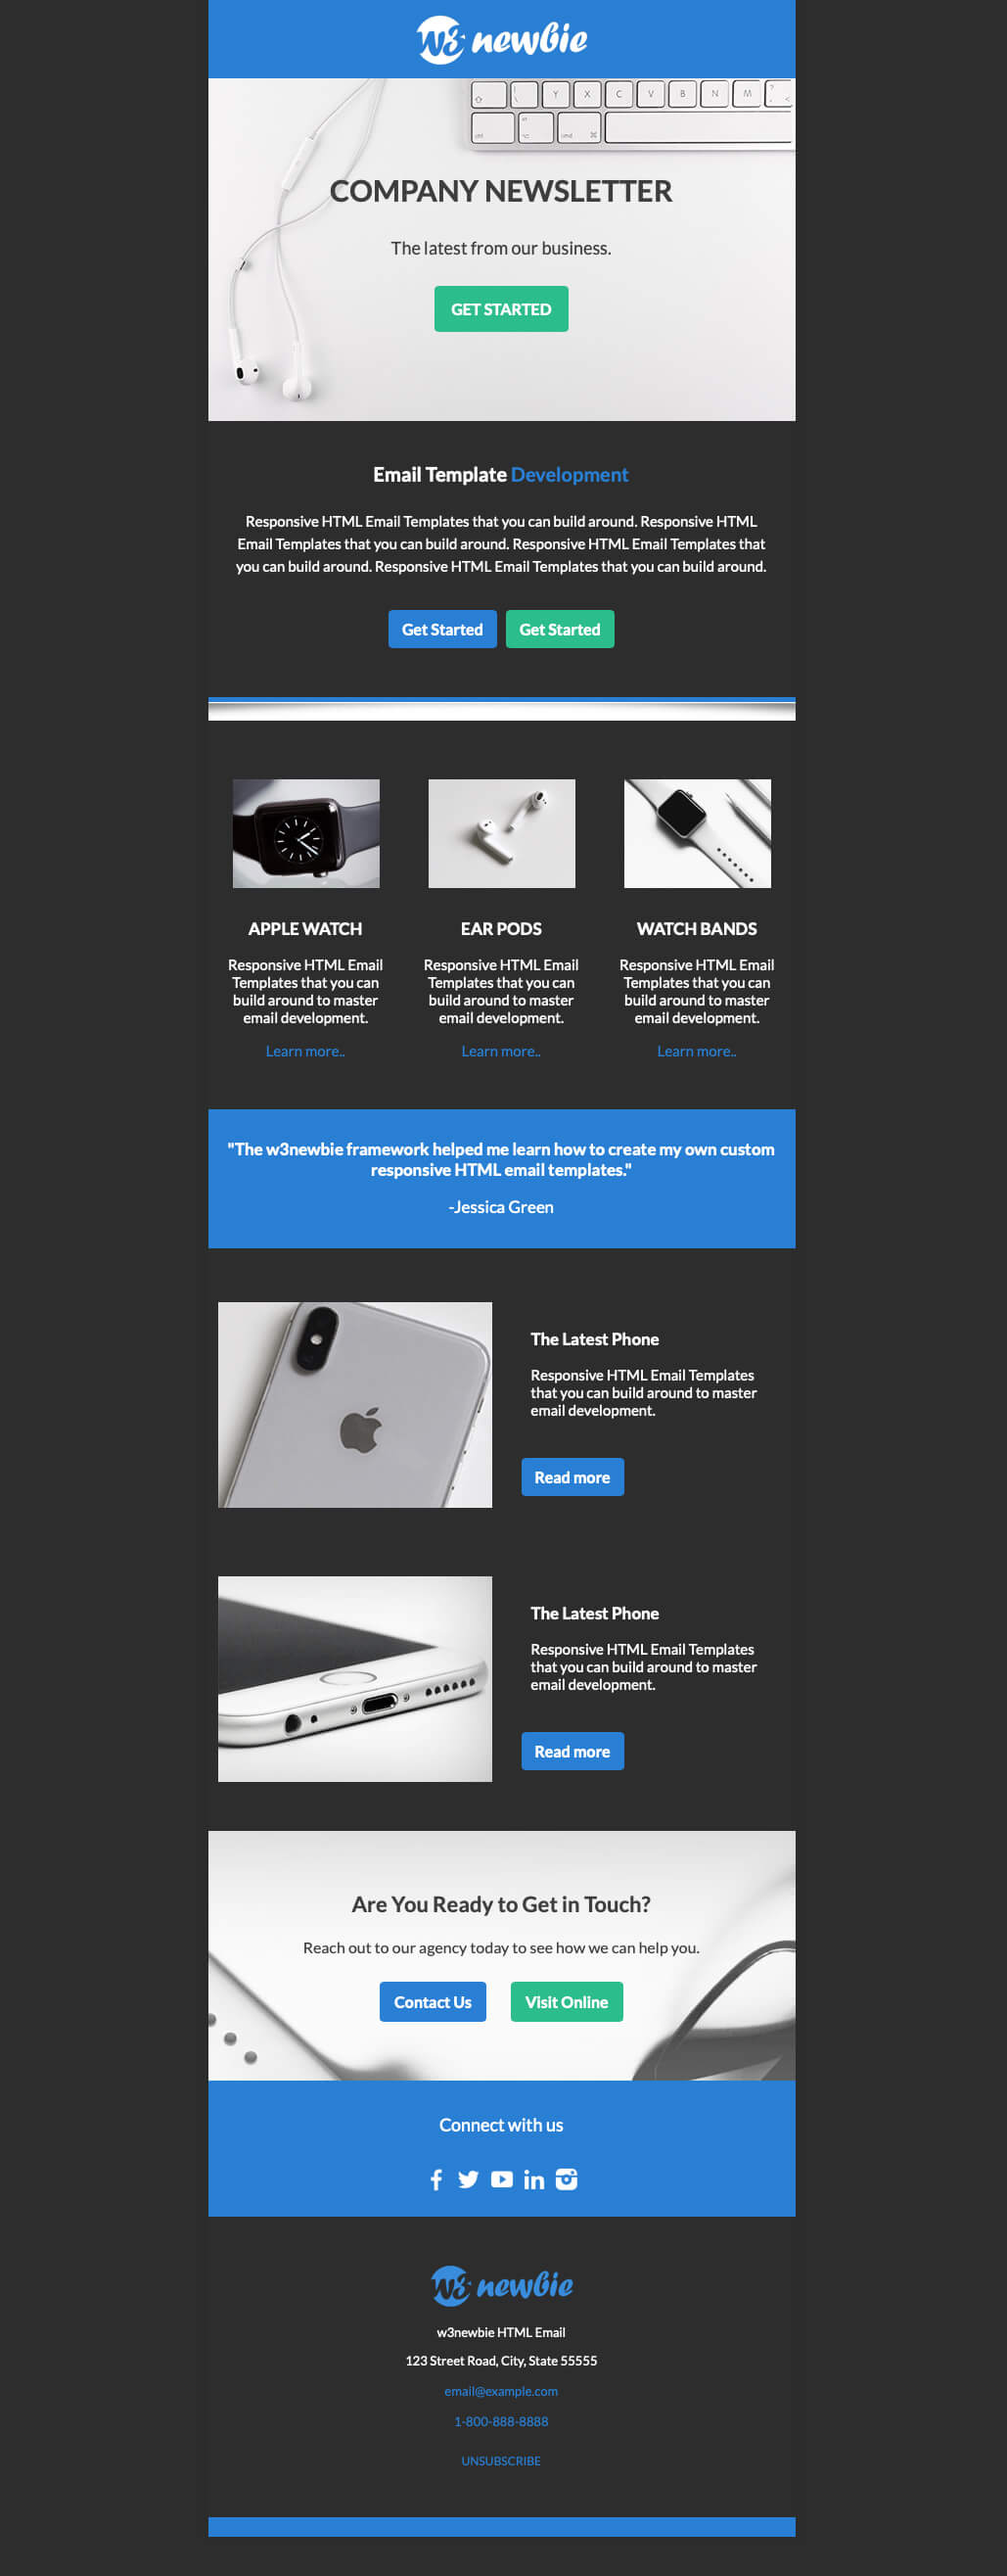 w3 newbie
Y X C V B N M ?
ctrl alt cmd ⌘
COMPANY NEWSLETTER
The latest from our business.
GET STARTED
Email Template Development
Responsive HTML Email Templates that you can build around. Responsive HTML
Email Templates that you can build around. Responsive HTML Email Templates that
you can build around. Responsive HTML Email Templates that you can build around.
Get Started Get Started
APPLE WATCH
Responsive HTML Email
Templates that you can
build around to master
email development.
Learn more..
EAR PODS
Responsive HTML Email
Templates that you can
build around to master
email development.
Learn more..
WATCH BANDS
Responsive HTML Email
Templates that you can
build around to master
email development.
Learn more..
"The w3newbie framework helped me learn how to create my own custom
responsive HTML email templates."
-Jessica Green
The Latest Phone
Responsive HTML Email Templates
that you can build around to master
email development.
Read more
The Latest Phone
Responsive HTML Email Templates
that you can build around to master
email development.
Read more
Are You Ready to Get in Touch?
Reach out to our agency today to see how we can help you.
Contact Us Visit Online
Connect with us
w3 newbie
w3newbie HTML Email
123 Street Road, City, State 55555
email@example.com
1-800-888-8888
UNSUBSCRIBE